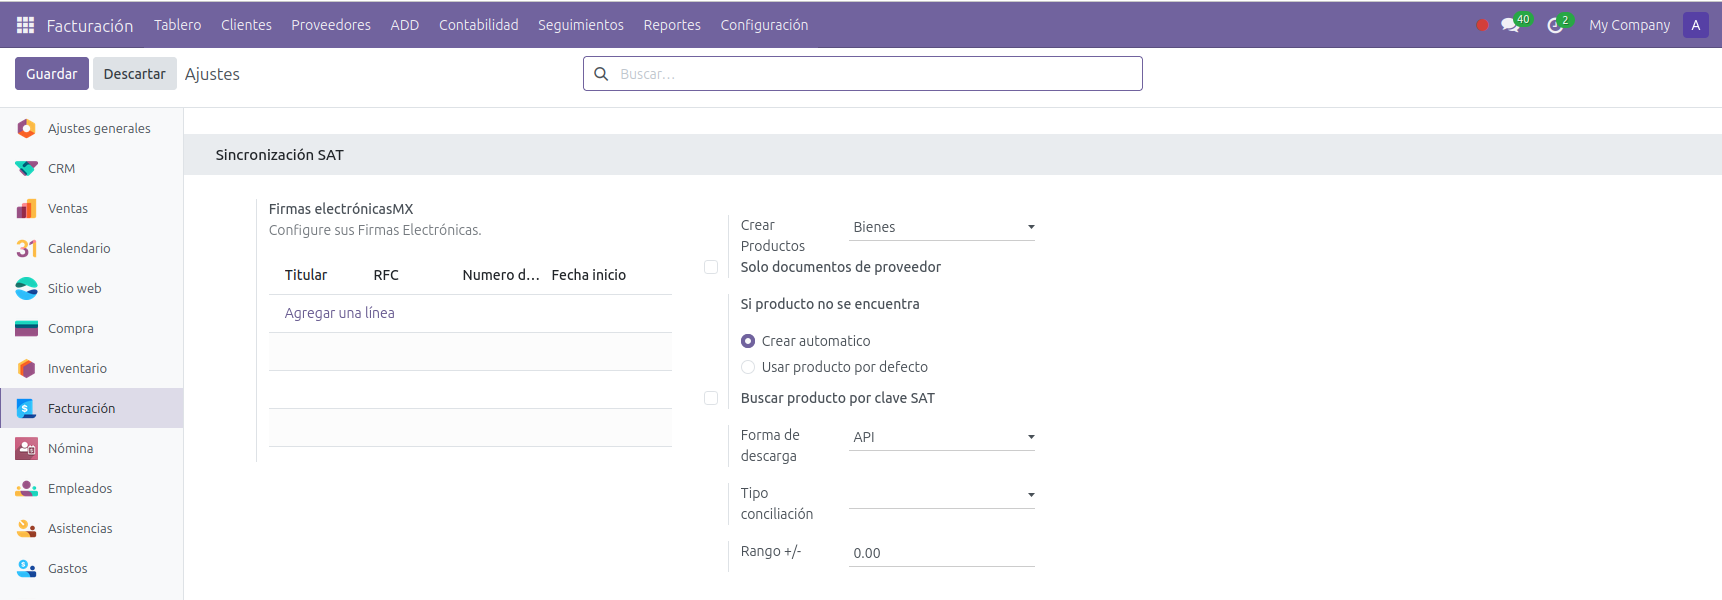 Facturación
Tablero
Clientes
Proveedores
ADD
Contabilidad
Seguimientos
Reportes
Configuración
40
2
My Company
A
Guardar
Descartar
Ajustes
Buscar...
Ajustes generales
CRM
Ventas
31
Calendario
Sitio web
Compra
Inventario
$
Facturación
Nómina
Empleados
Asistencias
$
Gastos
Sincronización SAT
Firmas electrónicasMX
Configure sus Firmas Electrónicas.
Titular
RFC
Numero d...
Fecha inicio
Agregar una línea
Crear
Productos
Bienes
Solo documentos de proveedor
Si producto no se encuentra
Crear automatico
Usar producto por defecto
Buscar producto por clave SAT
Forma de
descarga
API
Tipo
conciliación
Rango +/-
0.00